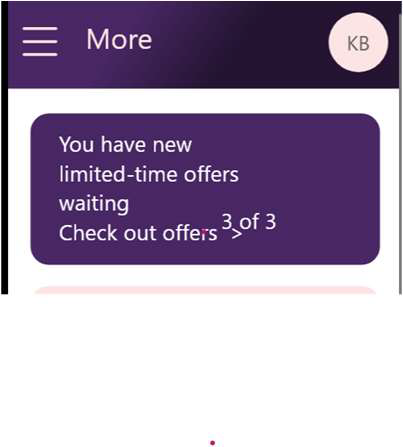 More
KB
You have new
limited-time offers
waiting
3 of 3
Check out offers >